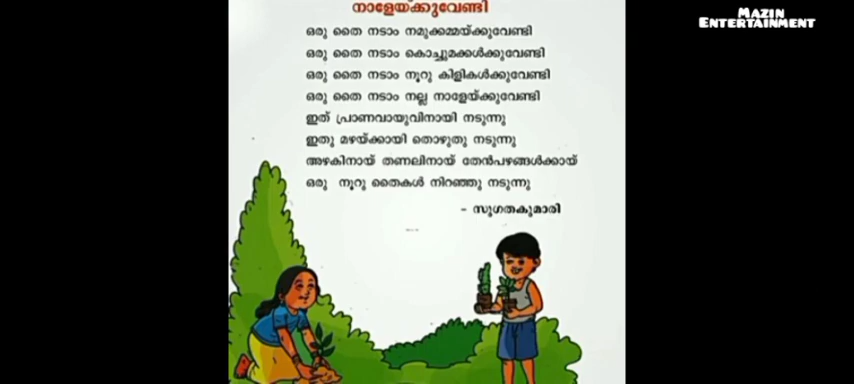 നാളേയ്ക്കുവേണ്ടി
MAZIN
ENTERTAINMENT
ഒരു തൈ നടാം നമുക്കമ്മയ്ക്കുവേണ്ടി
ഒരു തൈ നടാം കൊച്ചുമക്കൾക്കുവേണ്ടി
ഒരു തൈ നടാം നൂറു കിളികൾക്കുവേണ്ടി
ഒരു തൈ നടാം നല്ല നാളേയ്ക്കുവേണ്ടി
ഇത് പ്രാണവായുവിനായി നടുന്നു
ഇതു മഴയ്ക്കായി തൊഴുതു നടുന്നു
അഴകിനായ് തണലിനായ് തേൻപഴങ്ങൾക്കായ്
ഒരു നൂറു തൈകൾ നിറഞ്ഞു നടുന്നു
- സുഗതകുമാരി